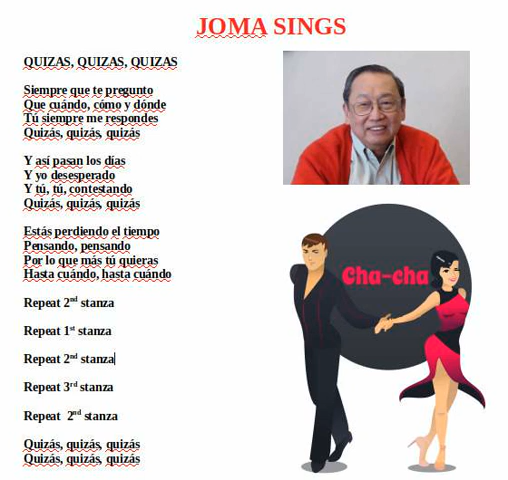 JOMA SINGS
QUIZAS, QUIZAS, QUIZAS
Siempre que te pregunto
Que cuándo, cómo y dónde
Tú siempre me respondes
Quizás, quizás, quizás
Y así pasan los días
Y yo desesperado
Y tú, tú, contestando
Quizás, quizás, quizás
Estás perdiendo el tiempo
Pensando, pensando
Por lo que más tú quieras
Hasta cuándo, hasta cuándo
Repeat 2nd stanza
Repeat 1st stanza
Repeat 2nd stanza
Repeat 3rd stanza
Repeat 2nd stanza
Quizás, quizás, quizás
Quizás, quizás, quizás
Cha-cha